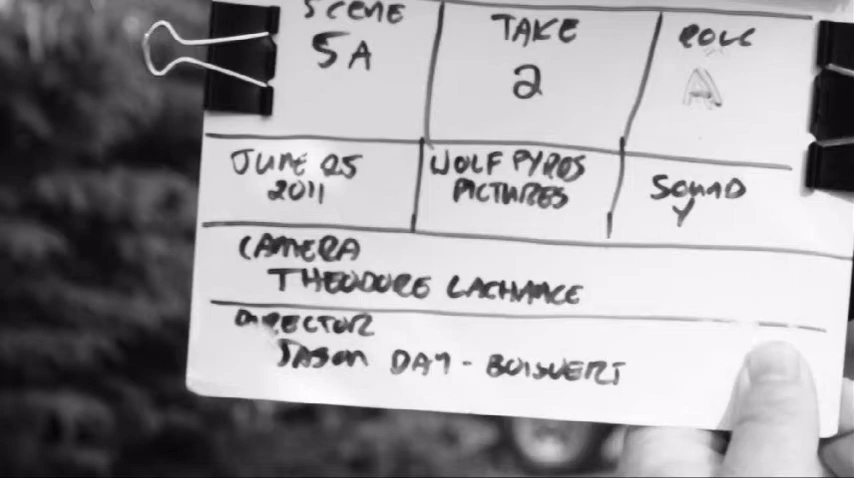 SCENE
5A
TAKE
2
ROLL
A
JUNE 25
2011
WOLF PYROS
PICTURES
SOUND
Y
CAMERA
THEODORE LACHANCE
DIRECTOR
JASON DAY-BOISVERT